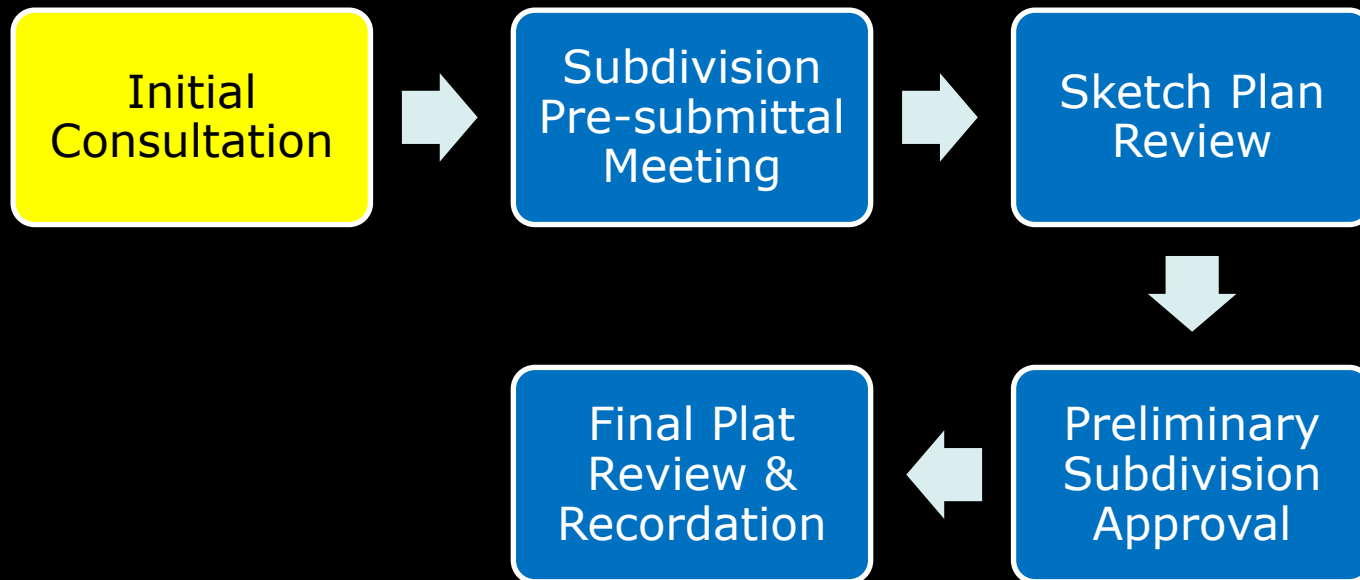 Initial
Consultation
Subdivision
Pre-submittal
Meeting
Sketch Plan
Review
Preliminary
Subdivision
Approval
Final Plat
Review &
Recordation